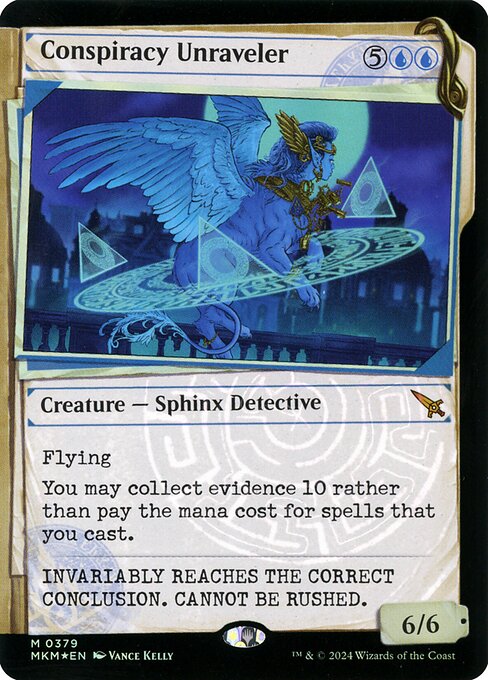 Conspiracy Unraveler 5
Creature — Sphinx Detective
Flying
You may collect evidence 10 rather
than pay the mana cost for spells that
you cast.
INVARIABLY REACHES THE CORRECT
CONCLUSION. CANNOT BE RUSHED.
6/6
M 0379
MKM★EN Vance Kelly
™ & © 2024 Wizards of the Coast